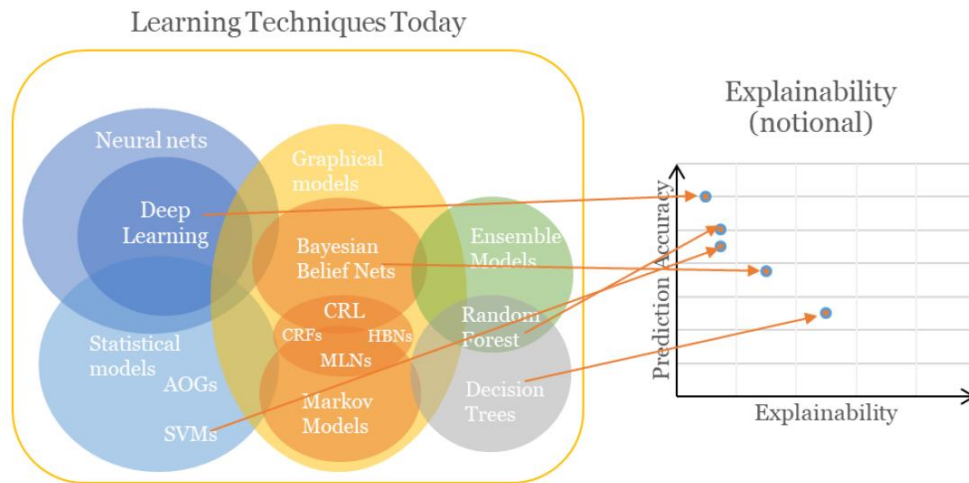 Learning Techniques Today
Neural nets
Deep
Learning
Statistical
models
AOGs
SVMs
Graphical
models
Bayesian
Belief Nets
CRL
CRFs
HBNs
MLNs
Markov
Models
Ensemble
Models
Random
Forest
Decision
Trees
Explainability
(notional)
Prediction Accuracy
Explainability